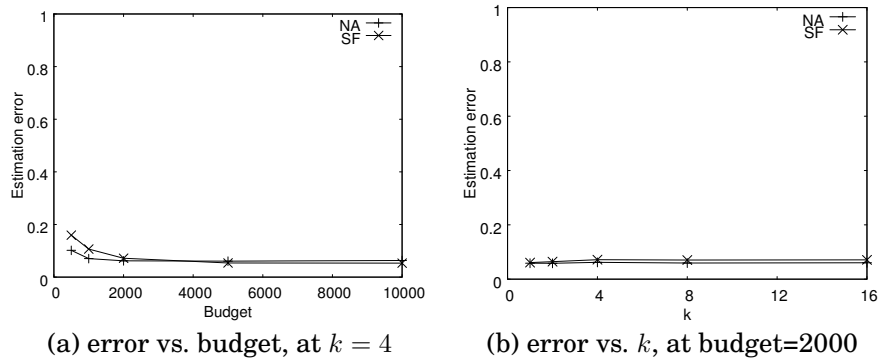 1
0.8
0.6
0.4
0.2
0
0 2000 4000 6000 8000 10000
Estimation error
Budget
NA
SF
(a) error vs. budget, at k = 4
1
0.8
0.6
0.4
0.2
0
0 4 8 12 16
Estimation error
k
NA
SF
(b) error vs. k, at budget=2000